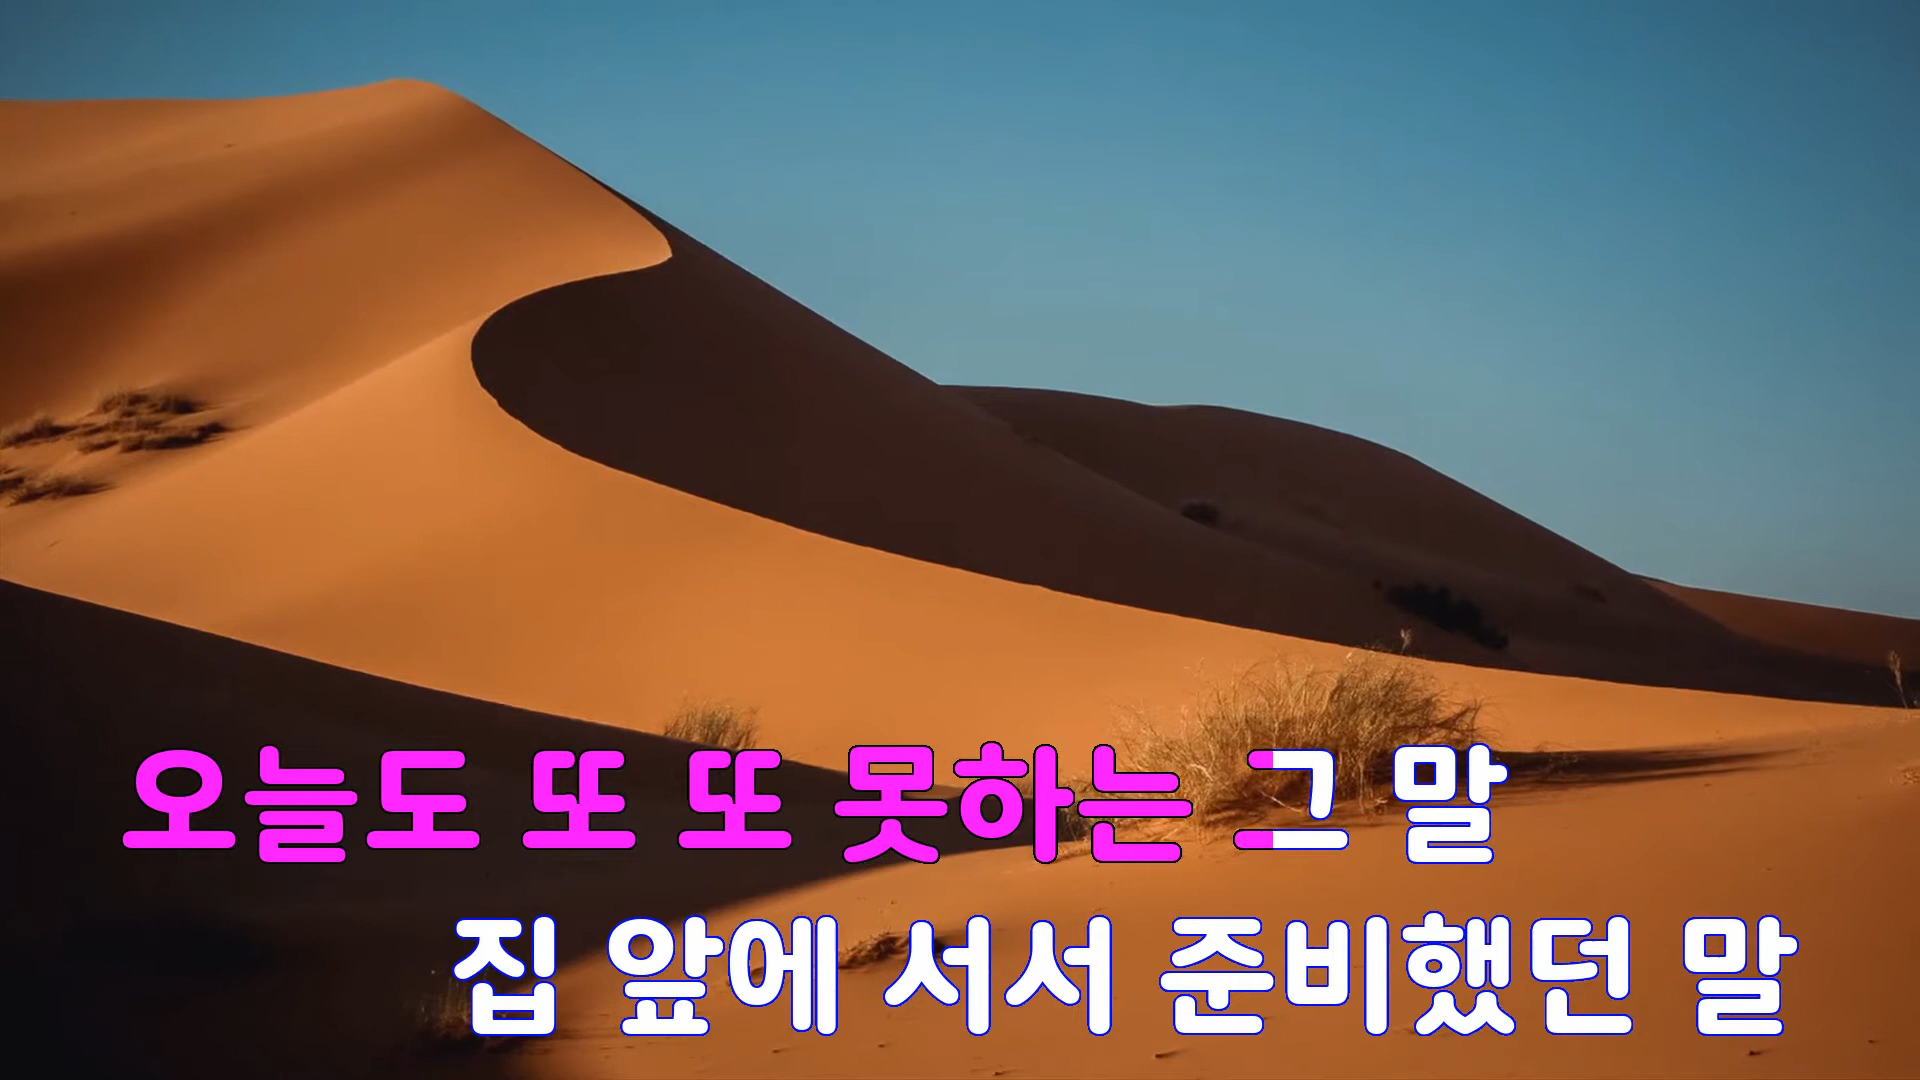 오늘도 또 또 못하는 그 말
집 앞에 서서 준비했던 말